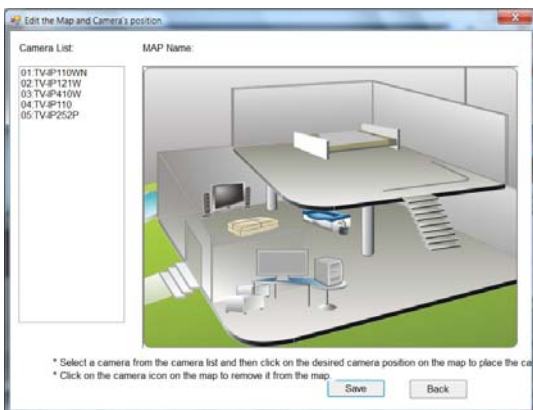 Edit the Map and Camera's position
Camera List:
MAP Name:
01:TV-IP110WN
02:TV-IP121W
03:TV-IP410W
04:TV-IP110
05:TV-IP252P
* Select a camera from the camera list and then click on the desired camera position on the map to place the ca
* Click on the camera icon on the map to remove it from the map.
Save
Back